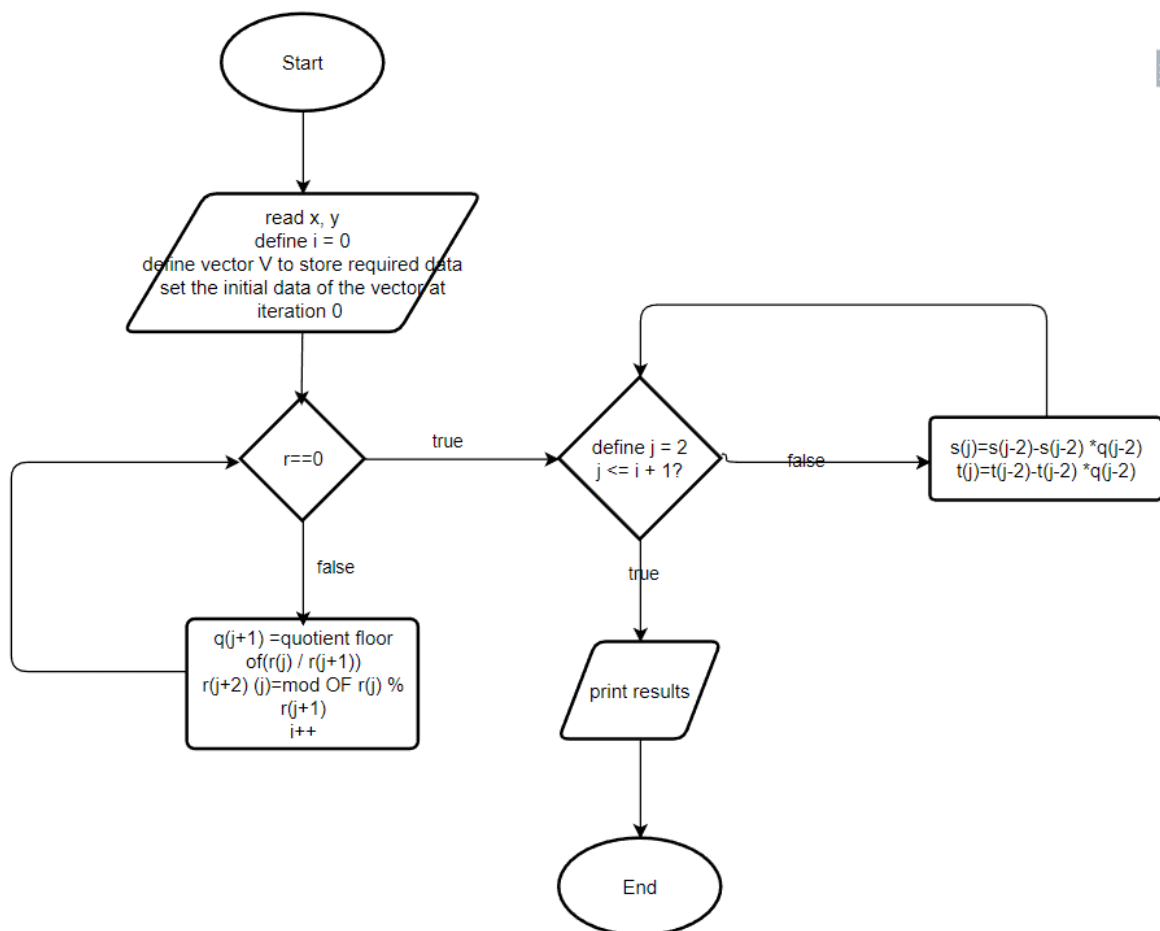 Start
read x, y
define i = 0
define vector V to store required data
set the initial data of the vector at
iteration 0
r==0
true
false
q(j+1) =quotient floor
of(r(j) / r(j+1))
r(j+2) (j)=mod OF r(j) %
r(j+1)
i++
define j = 2
j <= i + 1?
false
s(j)=s(j-2)-s(j-2) *q(j-2)
t(j)=t(j-2)-t(j-2) *q(j-2)
true
print results
End